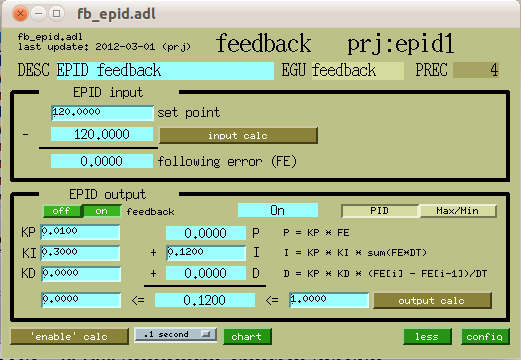 fb_epid.adl
fb_epid.adl
last update: 2012-03-01 (prj)
feedback prj:epid1
DESC EPID feedback EGU feedback PREC 4
EPID input
120.0000 set point
- 120.0000 input calc
0.0000 following error (FE)
EPID output
off on feedback On PID Max/Min
KP 0.0100 0.0000 P P = KP * FE
KI 0.3000 + 0.1200 I I = KP * KI * sum(FE*DT)
KD 0.0000 + 0.0000 D D = KP * KD * (FE[i] - FE[i-1])/DT
0.0000 <= 0.1200 <= 1.0000 output calc
'enable' calc .1 second chart less config